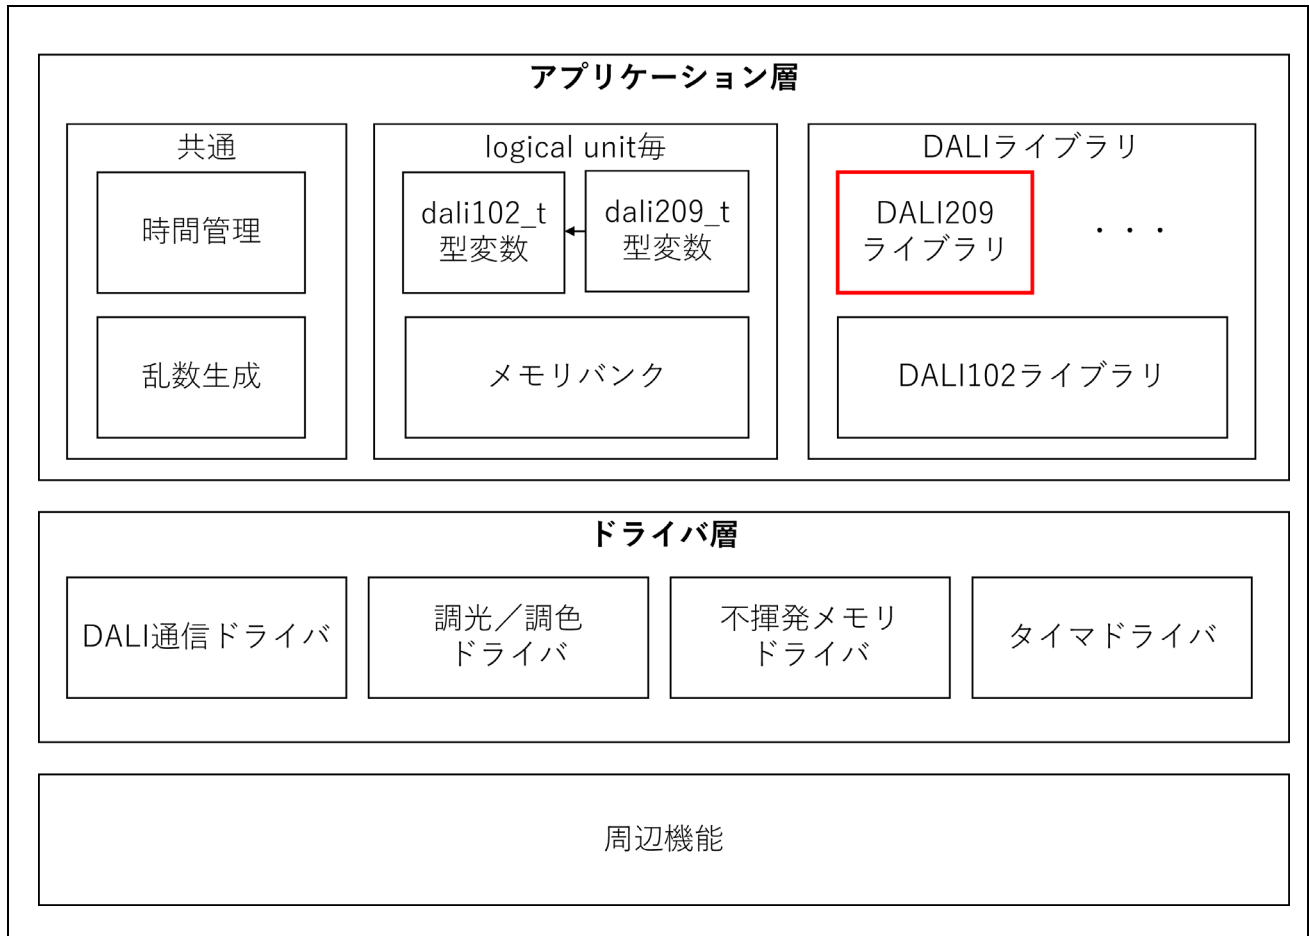 アプリケーション層
共通
時間管理
乱数生成
logical unit毎
dali102_t
型変数
dali209_t
型変数
メモリバンク
DALIライブラリ
DALI209
ライブラリ
・・・
DALI102ライブラリ
ドライバ層
DALI通信ドライバ
調光／調色
ドライバ
不揮発メモリ
ドライバ
タイマドライバ
周辺機能